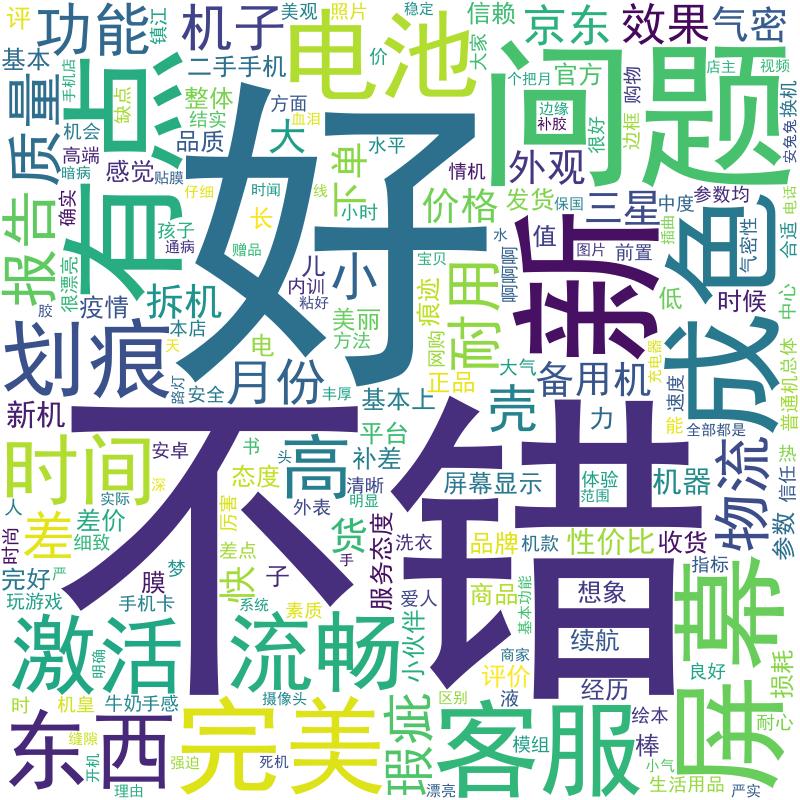 评
功能
镇江
机子
美观
照片
稳定
信赖
京东
效果
气密
基本
手机店
缺点
二手手机
电池
价
大家
个把月
官方
购物
店主
视频
质量
有点
整体
方面
结实
血泪
问题
边缘
补胶
很好
边框
安兔兔
换机
机会
高端
暗病
感觉
品质
大
水平
下单
情机
外观
贴膜
确实
仔细
时间
线
小时
价格
发货
三星
保国
中度
参数均
电话
报告
好
新
成色
孩子
通病
长
赠品
儿
小
痕迹
宝贝
水
值
图片
前置
插曲
气密性
合适
很漂亮
疫情
拆机
内训
粘好
美丽
耐用
啊啊啊
低
时候
中心
胶
本店
电
方法
网购
划痕
天
路灯
安全
月份
丰厚
正品
大气
备用机
充电器
速度
普通机
总体
基本上
壳
力
能
全部都是
新机
不错
安卓
书
高
平台
补差
态度
清晰
屏幕显示
体验
范围
机器
物流
信任
参数
时间
实际
头
明显
差
差价
深
厉害
外表
货
服务态度
洗衣
品牌
机款
性价比
收货
指标
人
时尚
细致
差点
手
完好
膜
梦
快
子
爱人
商品
想象
屏幕
玩游戏
手机卡
系统
素质
小伙伴
基本功能
续航
激活
明确
流畅
商家
评价
经历
良好
损耗
时
机皇
牛奶手感
摄像头
瑕疵
区别
液
客服
绘本
耐心
东西
缝隙
开机
理由
完美
强迫
死机
漂亮
模组
棒
小气
生活用品
严实